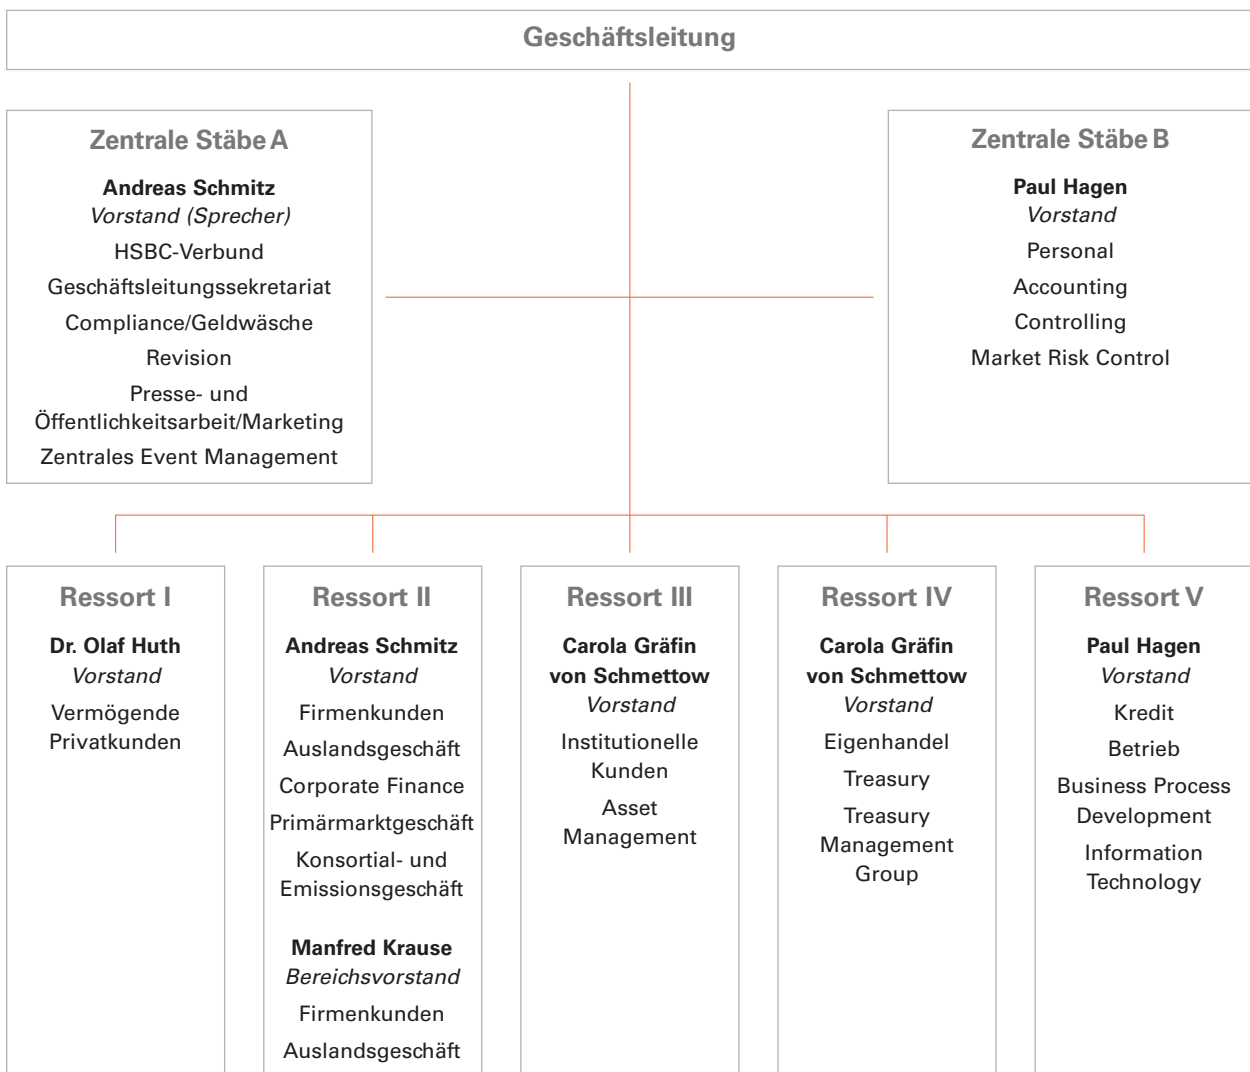 Geschäftsleitung
Zentrale Stäbe A
Andreas Schmitz
Vorstand (Sprecher)
HSBC-Verbund
Geschäftsleitungssekretariat
Compliance/Geldwäsche
Revision
Presse- und
Öffentlichkeitsarbeit/Marketing
Zentrales Event Management
Zentrale Stäbe B
Paul Hagen
Vorstand
Personal
Accounting
Controlling
Market Risk Control
Ressort I
Dr. Olaf Huth
Vorstand
Vermögende
Privatkunden
Ressort II
Andreas Schmitz
Vorstand
Firmenkunden
Auslandsgeschäft
Corporate Finance
Primärmarktgeschäft
Konsortial- und
Emissionsgeschäft
Manfred Krause
Bereichsvorstand
Firmenkunden
Auslandsgeschäft
Ressort III
Carola Gräfin
von Schmettow
Vorstand
Institutionelle
Kunden
Asset
Management
Ressort IV
Carola Gräfin
von Schmettow
Vorstand
Eigenhandel
Treasury
Treasury
Management
Group
Ressort V
Paul Hagen
Vorstand
Kredit
Betrieb
Business Process
Development
Information
Technology